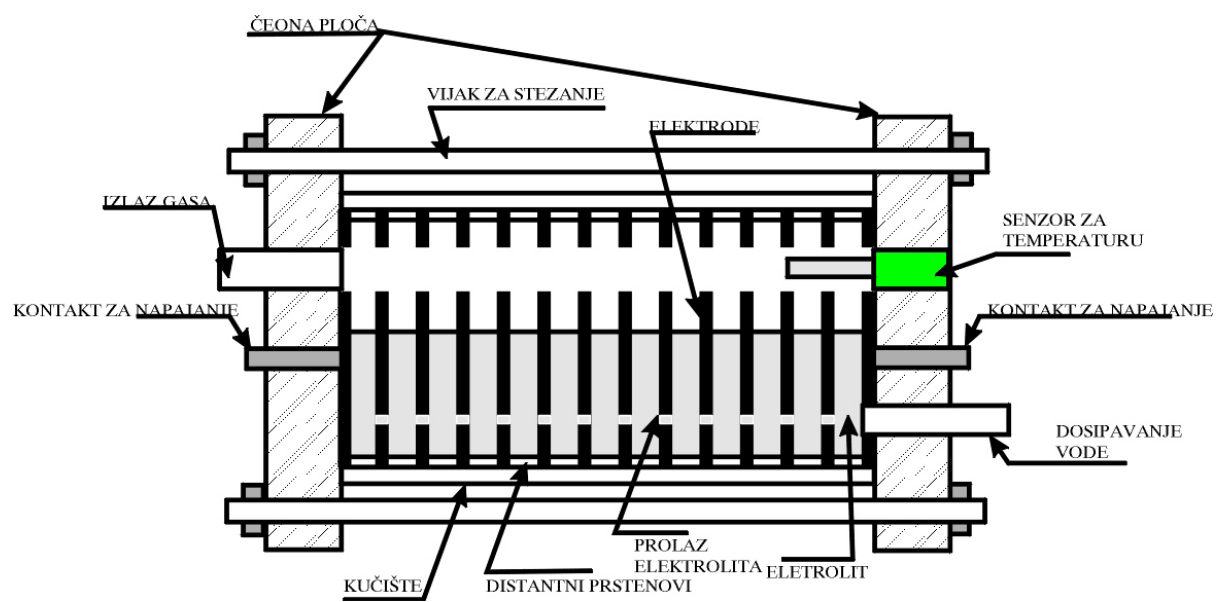 ČEONA PLOČA
VIJAK ZA STEZANJE
ELEKTRODE
IZLAZ GASA
SENZOR ZA
TEMPERATURU
KONTAKT ZA NAPAJANJE
KONTAKT ZA NAPAJANJE
DOSIPAVANJE
VODE
PROLAZ
ELEKTROLITA
ELETROLIT
DISTANTNI PRSTENOVI
KUČIŠTE